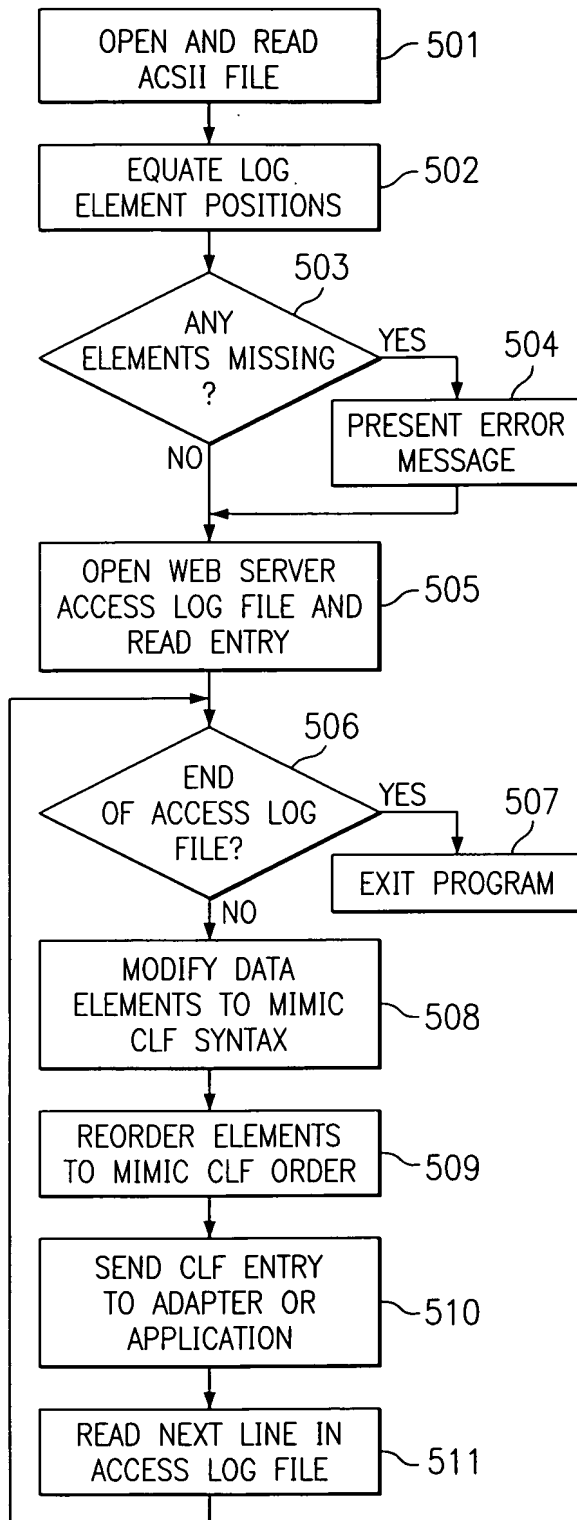 OPEN AND READ
ACSII FILE
501
EQUATE LOG
ELEMENT POSITIONS
502
503
ANY
ELEMENTS MISSING
?
YES
504
PRESENT ERROR
MESSAGE
NO
OPEN WEB SERVER
ACCESS LOG FILE AND
READ ENTRY
505
506
END
OF ACCESS LOG
FILE?
YES
507
EXIT PROGRAM
NO
MODIFY DATA
ELEMENTS TO MIMIC
CLF SYNTAX
508
REORDER ELEMENTS
TO MIMIC CLF ORDER
509
SEND CLF ENTRY
TO ADAPTER OR
APPLICATION
510
READ NEXT LINE IN
ACCESS LOG FILE
511